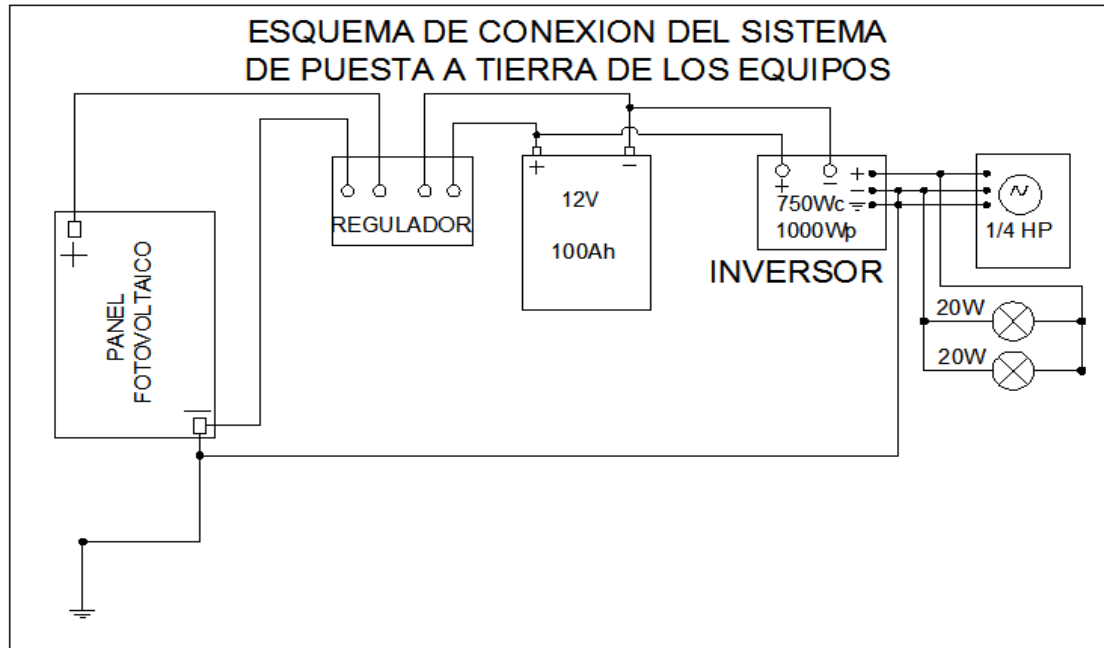 ESQUEMA DE CONEXION DEL SISTEMA
DE PUESTA A TIERRA DE LOS EQUIPOS
PANEL
FOTOVOLTAICO
+
—
REGULADOR
+ −
12V
100Ah
+ −
+
−
750Wc
1000Wp
INVERSOR
1/4 HP
20W
20W